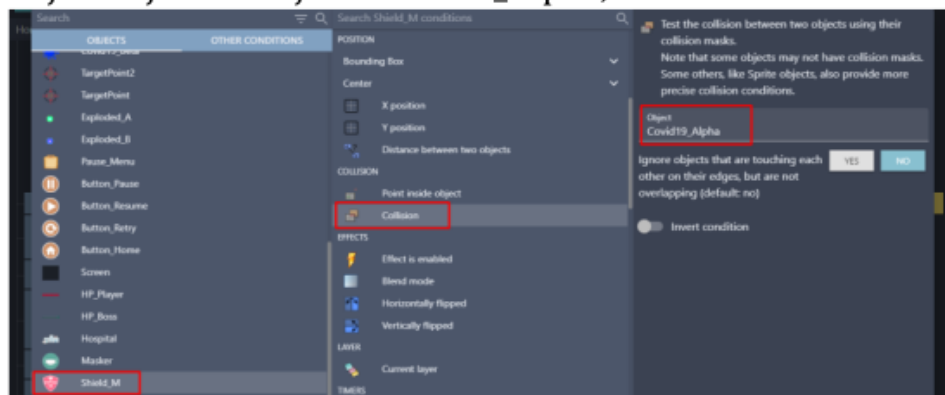 Search
OBJECTS
OTHER CONDITIONS
TargetPoint2
TargetPoint
Exploded_A
Exploded_B
Pause_Menu
Button_Pause
Button_Resume
Button_Retry
Button_Home
Screen
HP_Player
HP_Boss
Hospital
Masker
Shield_M
Search Shield_M conditions
POSITION
Bounding Box
Center
X position
Y position
Distance between two objects
COLLISION
Point inside object
Collision
EFFECTS
Effect is enabled
Blend mode
Horizontally flipped
Vertically flipped
LAYER
Current layer
TIMERS
Test the collision between two objects using their
collision masks.
Note that some objects may not have collision masks.
Some others, like Sprite objects, also provide more
precise collision conditions.
Object
Covid19_Alpha
Ignore objects that are touching each
other on their edges, but are not
overlapping (default: no)
YES
NO
Invert condition